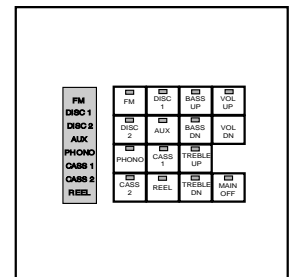 FM
DISC 1
DISC 2
AUX
PHONO
CASS 1
CASS 2
REEL
FM
DISC
1
BASS
UP
VOL
UP
DISC
2
AUX
BASS
DN
VOL
DN
PHONO
CASS
1
TREBLE
UP
CASS
2
REEL
TREBLE
DN
MAIN
OFF